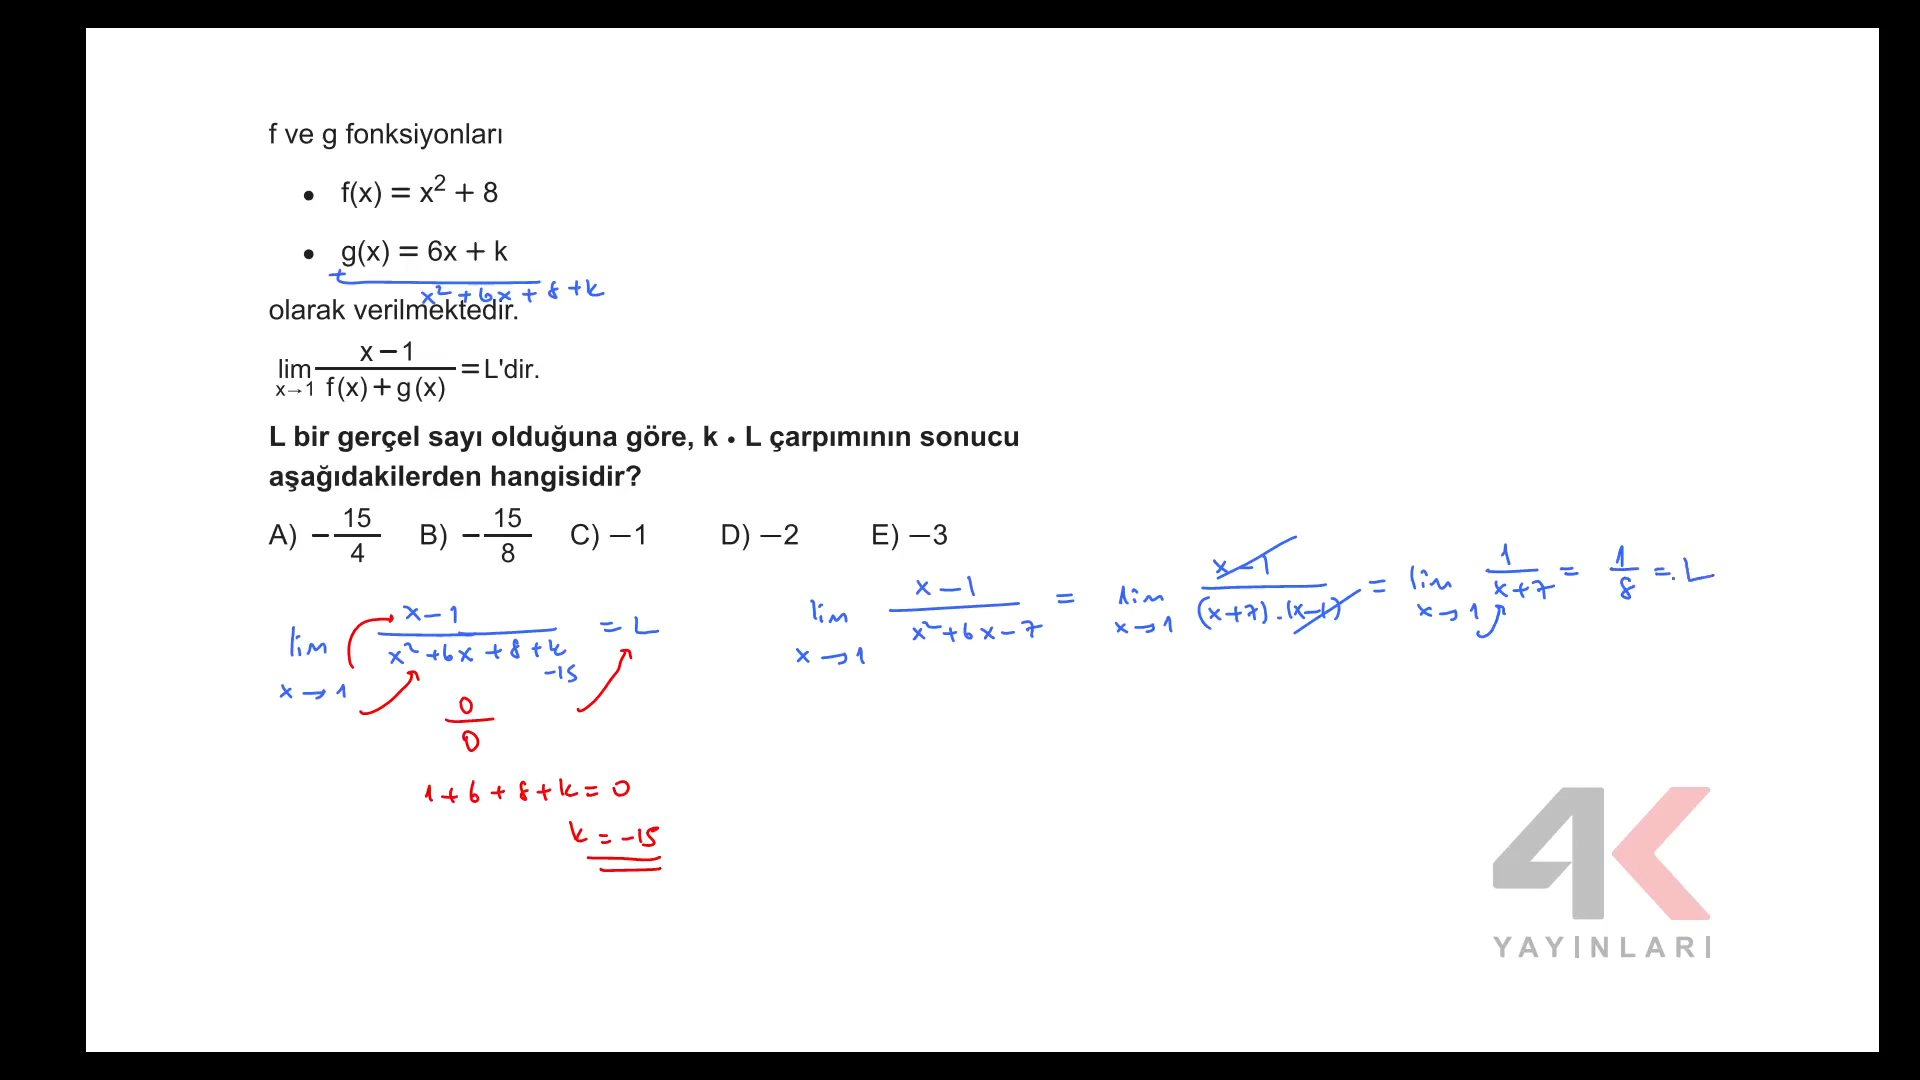 f ve g fonksiyonları
• f(x) = x² + 8
• g(x) = 6x + k
+ x² + 6x + 8 + k
olarak verilmektedir.
lim x→1 (x − 1)/(f(x) + g(x)) = L'dir.
L bir gerçel sayı olduğuna göre, k • L çarpımının sonucu
aşağıdakilerden hangisidir?
A) −15/4 B) −15/8 C) −1 D) −2 E) −3
lim x→1 (x−1)/(x²+6x+8+k) = L
−15
0/0
1+6+8+k=0
k=−15
lim x→1 (x−1)/(x²+6x−7) = lim x→1 (x−1)/((x+7).(x−1)) = lim x→1 1/(x+7) = 1/8 = L
4K
YAYINLARI